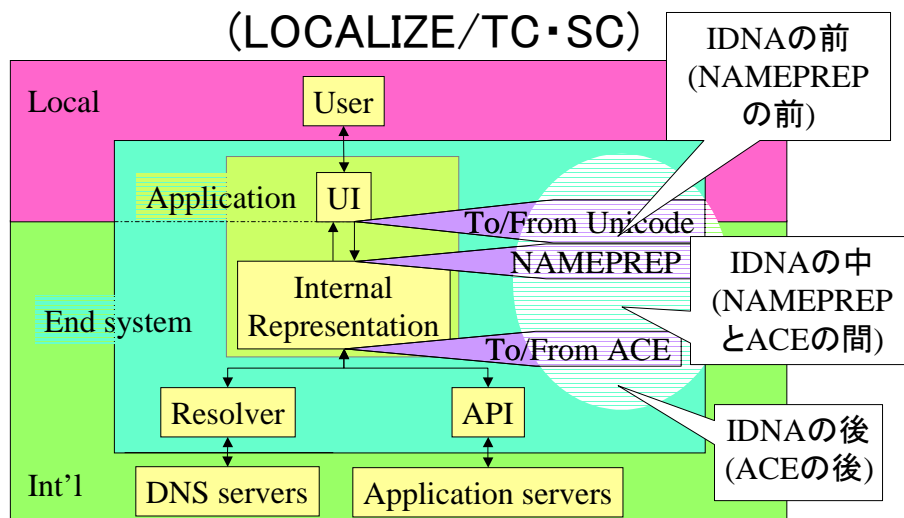 (LOCALIZE/TC・SC)
IDNAの前
(NAMEPREP
の前)
Local
User
Application
UI
To/From Unicode
NAMEPREP
IDNAの中
(NAMEPREP
とACEの間)
Internal
Representation
End system
To/From ACE
Resolver
API
IDNAの後
(ACEの後)
Int'l
DNS servers
Application servers